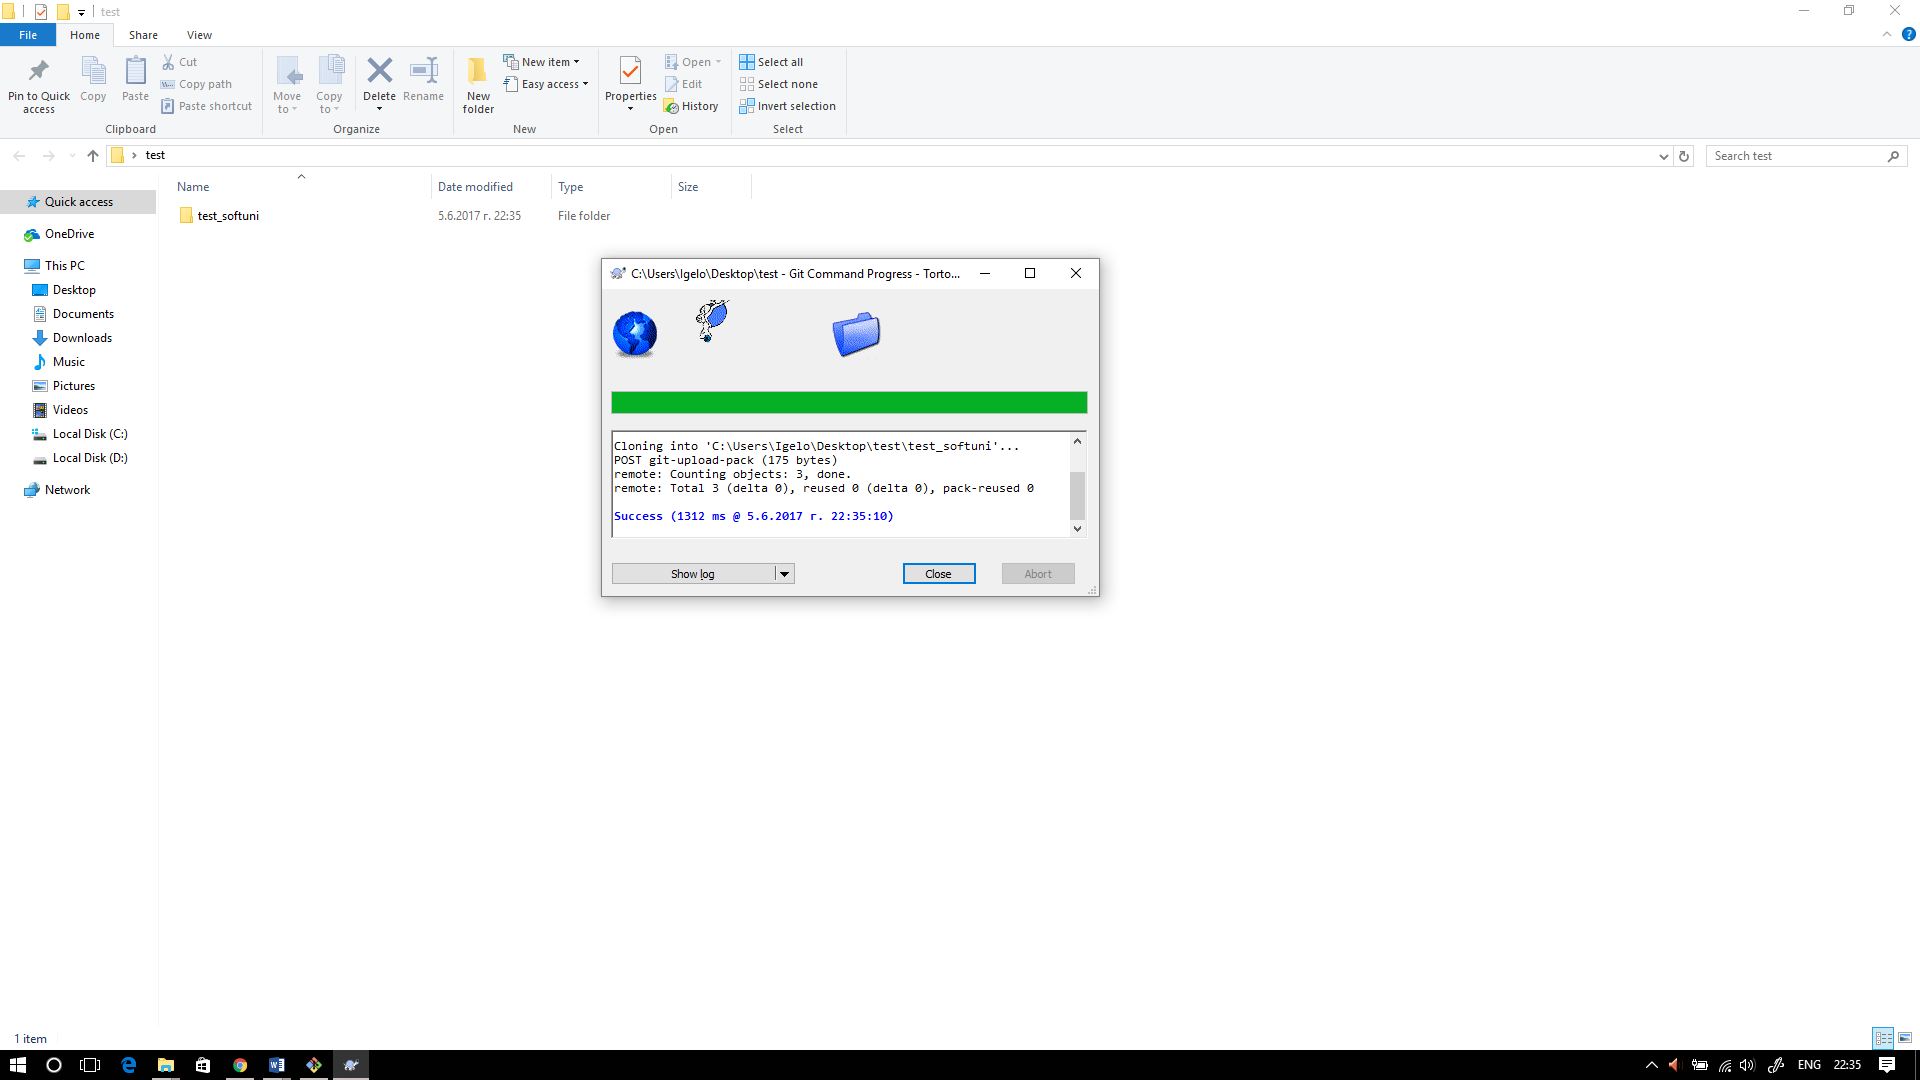 test
File
Home
Share
View
Pin to Quick access
Copy
Paste
Cut
Copy path
Paste shortcut
Clipboard
Move to
Copy to
Delete
Rename
Organize
New folder
New item
Easy access
New
Properties
Open
Edit
History
Open
Select all
Select none
Invert selection
Select
test
Search test
Name
Date modified
Type
Size
test_softuni
5.6.2017 г. 22:35
File folder
Quick access
OneDrive
This PC
Desktop
Documents
Downloads
Music
Pictures
Videos
Local Disk (C:)
Local Disk (D:)
Network
C:\Users\Igelo\Desktop\test - Git Command Progress - Torto...
Cloning into 'C:\Users\Igelo\Desktop\test\test_softuni'...
POST git-upload-pack (175 bytes)
remote: Counting objects: 3, done.
remote: Total 3 (delta 0), reused 0 (delta 0), pack-reused 0
Success (1312 ms @ 5.6.2017 г. 22:35:10)
Show log
Close
Abort
1 item
ENG
22:35